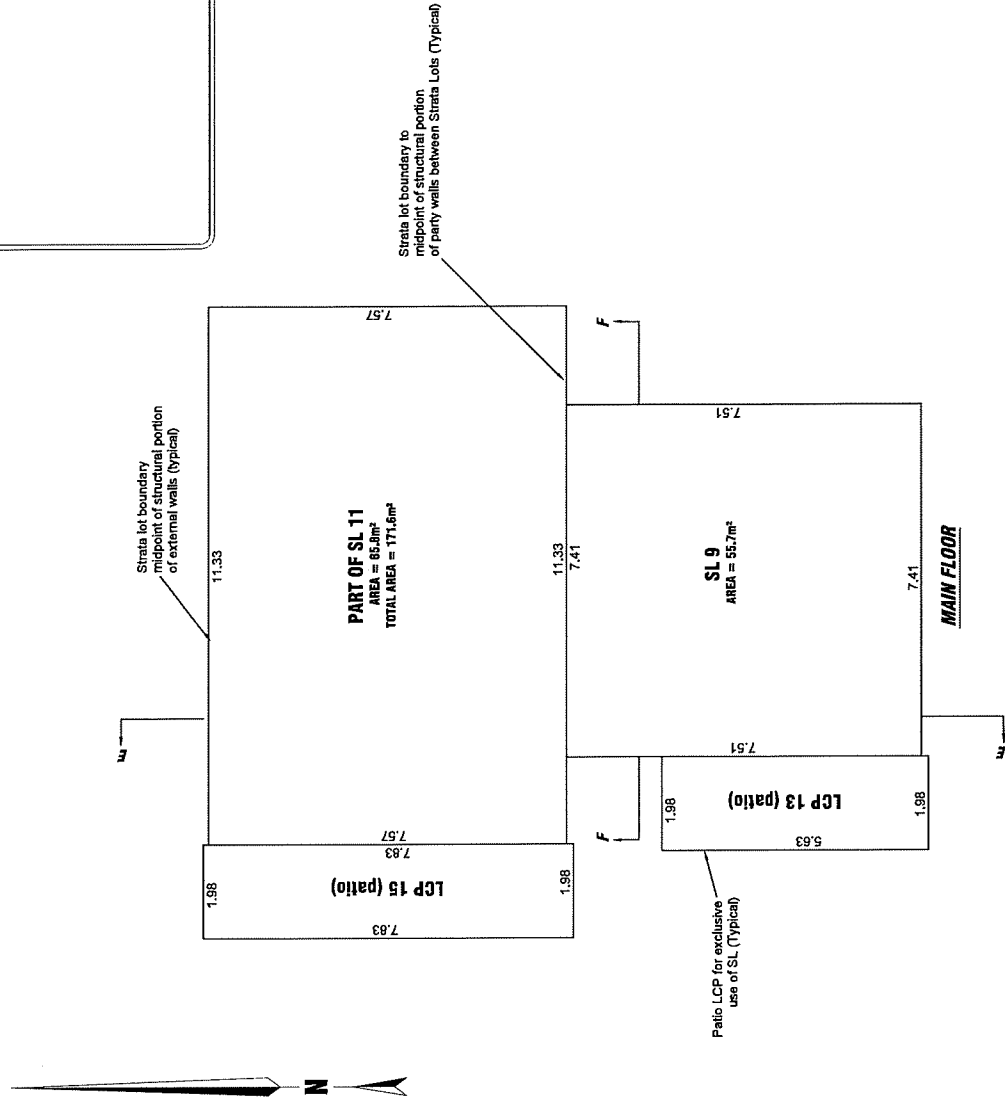 Strata lot boundary to
midpoint of structural portion
of party walls between Strata Lots (Typical)
Strata lot boundary
midpoint of structural portion
of external walls (typical)
11.33
7.57
PART OF SL 11
AREA = 85.8m²
TOTAL AREA = 171.6m²
11.33
7.57
7.83
LCP 15 (patio)
1.98
1.98
7.83
E
F
F
7.41
7.51
SL 9
AREA = 55.7m²
7.51
7.41
LCP 13 (patio)
1.98
1.98
5.63
E
Patio LCP for exclusive
use of SL (Typical)
MAIN FLOOR
N